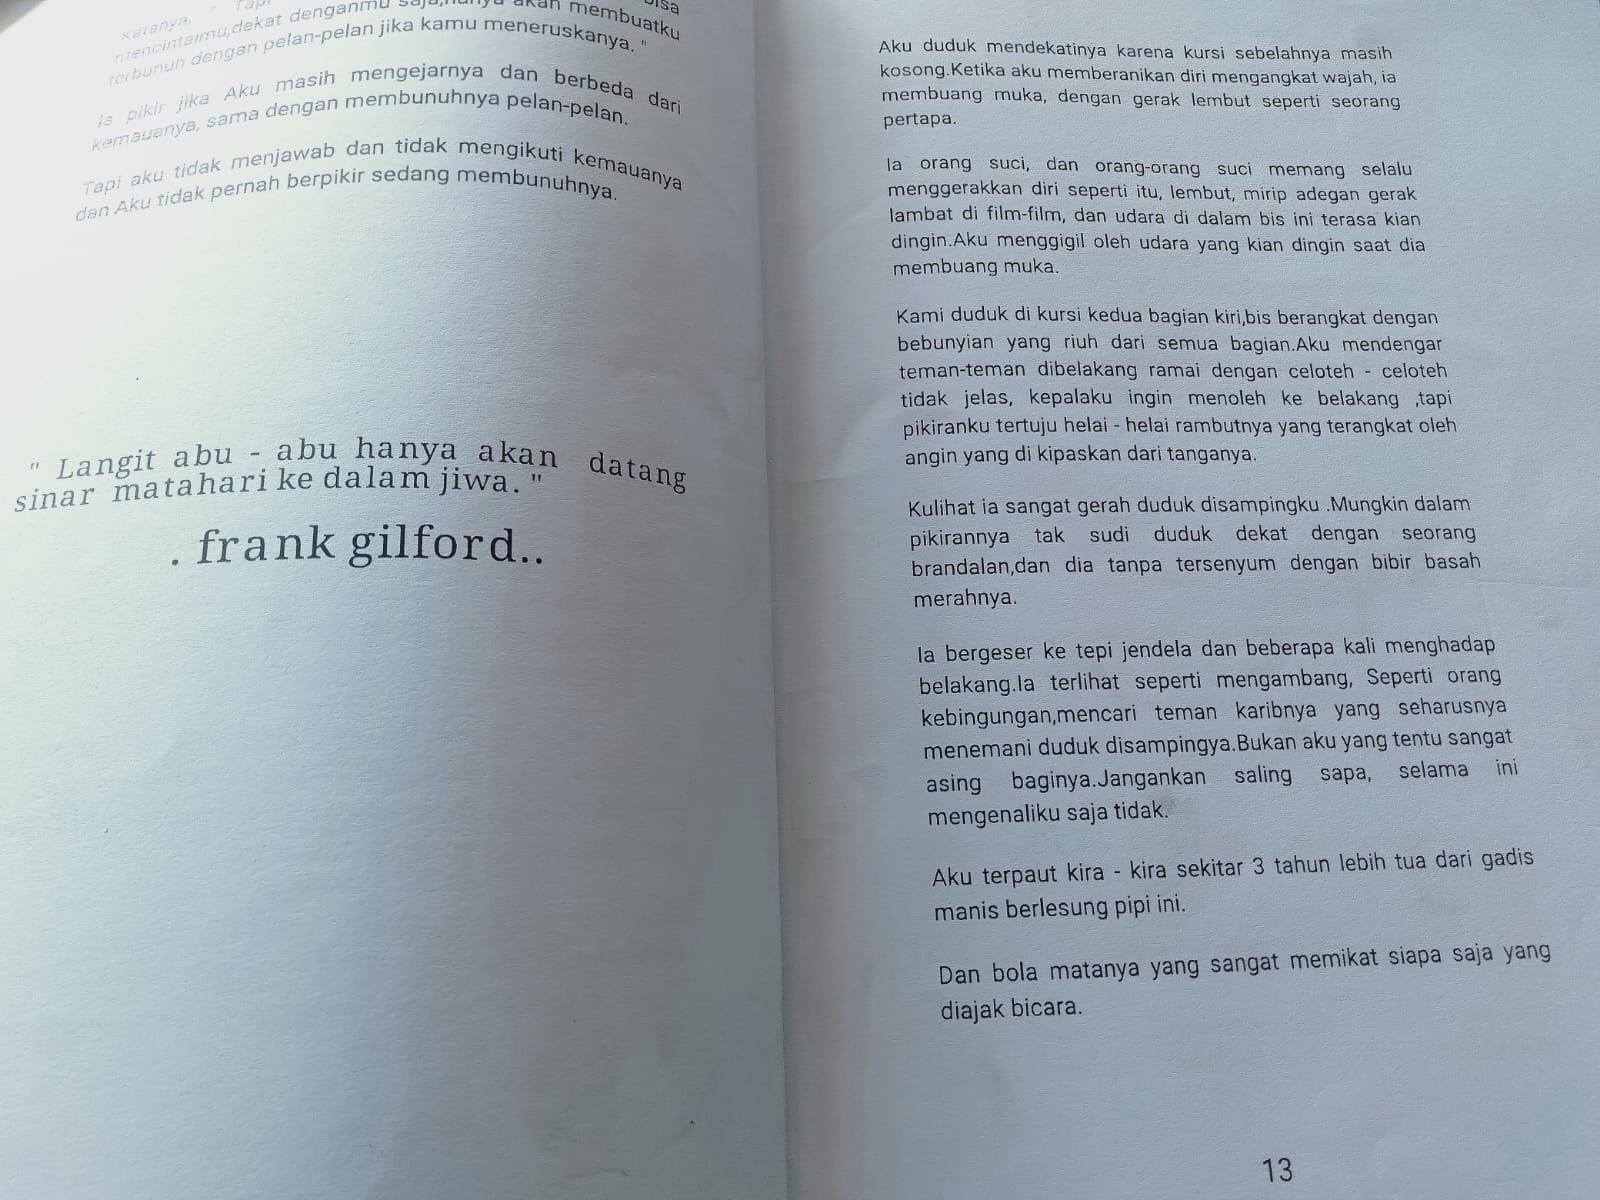 Katanya. " Tapi bisa
mencintaimu,dekat denganmu saja,hanya akan membuatku
terbunuh dengan pelan-pelan jika kamu meneruskanya. "
Ia pikir jika Aku masih mengejarnya dan berbeda dari
kemauanya, sama dengan membunuhnya pelan-pelan.
Tapi aku tidak menjawab dan tidak mengikuti kemauanya
dan Aku tidak pernah berpikir sedang membunuhnya.
" Langit abu - abu hanya akan datang
sinar matahari ke dalam jiwa. "
. frank gilford..
Aku duduk mendekatinya karena kursi sebelahnya masih
kosong.Ketika aku memberanikan diri mengangkat wajah, ia
membuang muka, dengan gerak lembut seperti seorang
pertapa.
Ia orang suci, dan orang-orang suci memang selalu
menggerakkan diri seperti itu, lembut, mirip adegan gerak
lambat di film-film, dan udara di dalam bis ini terasa kian
dingin.Aku menggigil oleh udara yang kian dingin saat dia
membuang muka.
Kami duduk di kursi kedua bagian kiri,bis berangkat dengan
bebunyian yang riuh dari semua bagian.Aku mendengar
teman-teman dibelakang ramai dengan celoteh - celoteh
tidak jelas, kepalaku ingin menoleh ke belakang ,tapi
pikiranku tertuju helai - helai rambutnya yang terangkat oleh
angin yang di kipaskan dari tanganya.
Kulihat ia sangat gerah duduk disampingku .Mungkin dalam
pikirannya tak sudi duduk dekat dengan seorang
brandalan,dan dia tanpa tersenyum dengan bibir basah
merahnya.
Ia bergeser ke tepi jendela dan beberapa kali menghadap
belakang.Ia terlihat seperti mengambang, Seperti orang
kebingungan,mencari teman karibnya yang seharusnya
menemani duduk disampingya.Bukan aku yang tentu sangat
asing baginya.Jangankan saling sapa, selama ini
mengenaliku saja tidak.
Aku terpaut kira - kira sekitar 3 tahun lebih tua dari gadis
manis berlesung pipi ini.
Dan bola matanya yang sangat memikat siapa saja yang
diajak bicara.
13